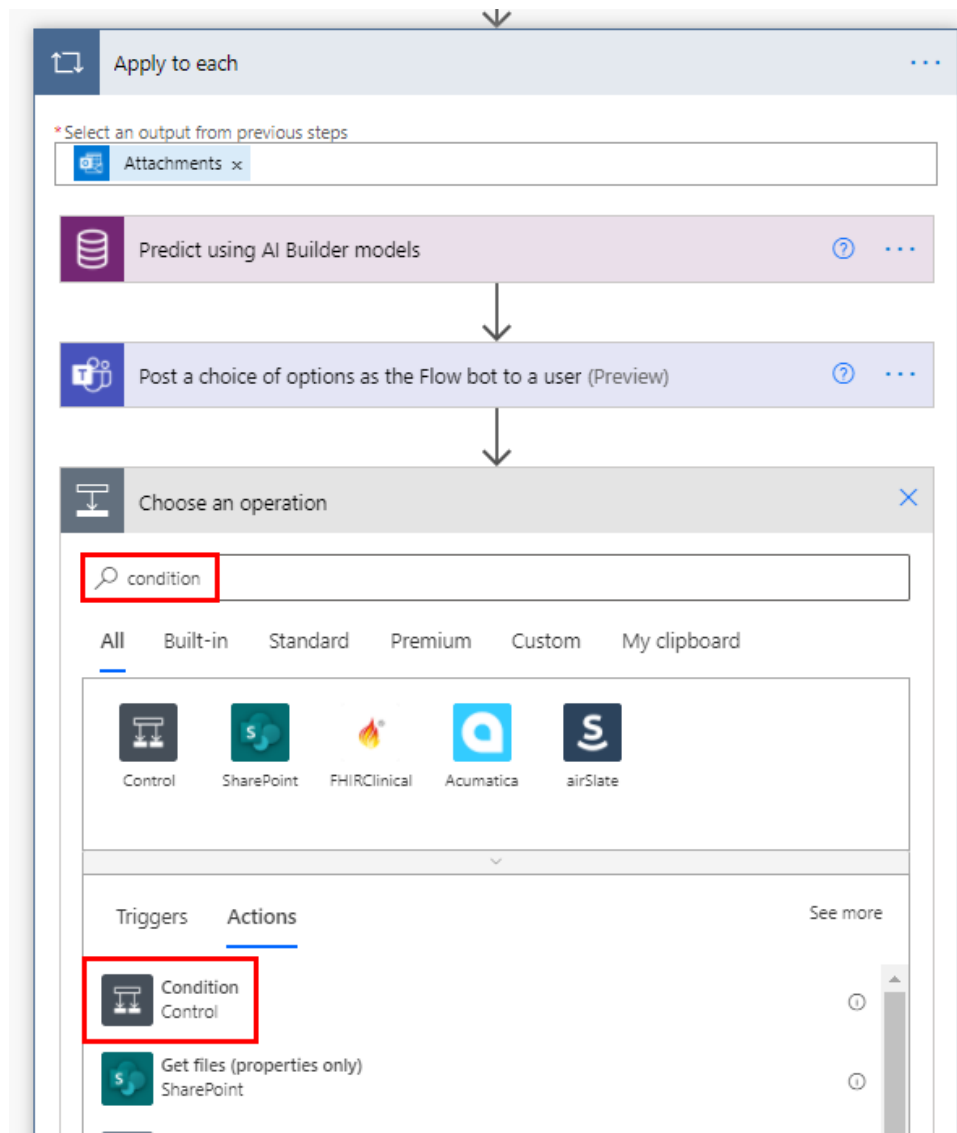 Apply to each
* Select an output from previous steps
Attachments ×
Predict using AI Builder models
Post a choice of options as the Flow bot to a user (Preview)
Choose an operation
condition
All Built-in Standard Premium Custom My clipboard
Control SharePoint FHIRClinical Acumatica airSlate
Triggers Actions See more
Condition
Control
Get files (properties only)
SharePoint